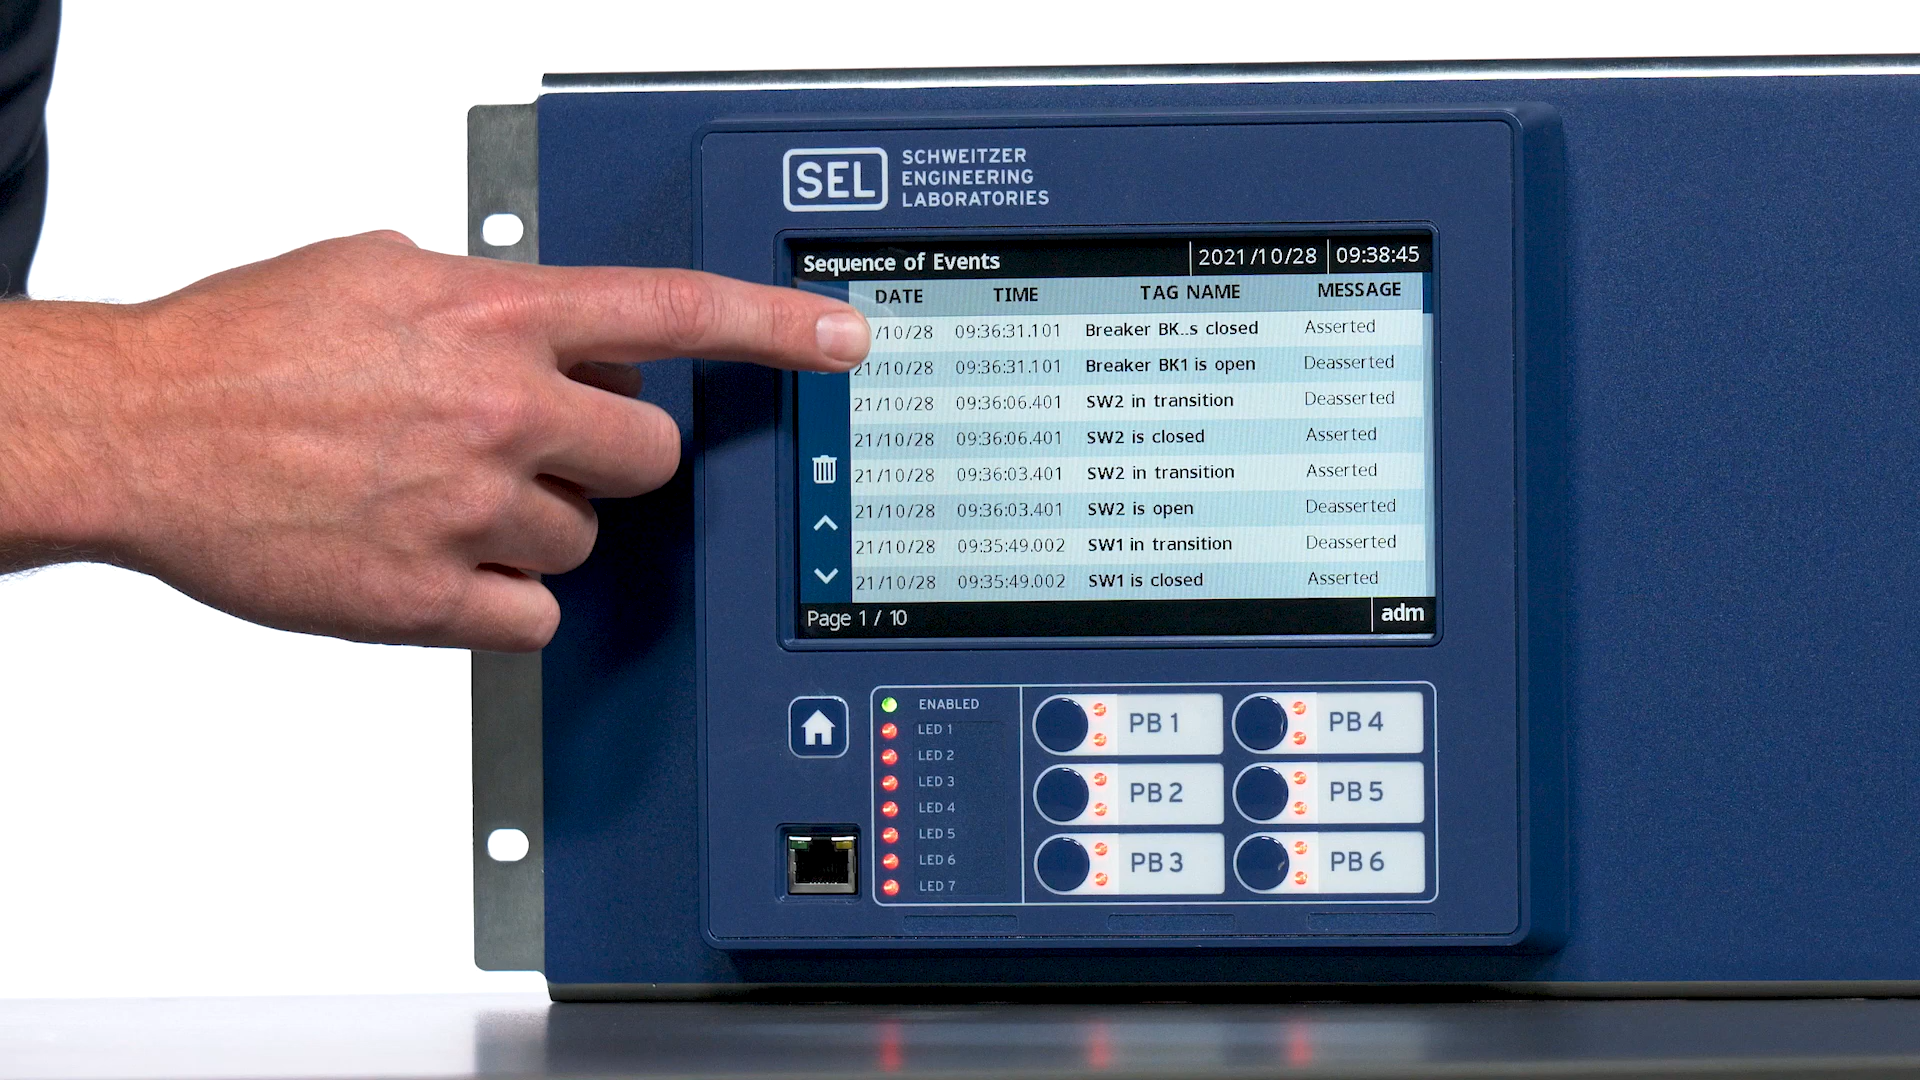 SEL
SCHWEITZER
ENGINEERING
LABORATORIES
Sequence of Events 2021/10/28 09:38:45
DATE TIME TAG NAME MESSAGE
/10/28 09:36:31.101 Breaker BK..s closed Asserted
21/10/28 09:36:31.101 Breaker BK1 is open Deasserted
21/10/28 09:36:06.401 SW2 in transition Deasserted
21/10/28 09:36:06.401 SW2 is closed Asserted
21/10/28 09:36:03.401 SW2 in transition Asserted
21/10/28 09:36:03.401 SW2 is open Deasserted
21/10/28 09:35:49.002 SW1 in transition Deasserted
21/10/28 09:35:49.002 SW1 is closed Asserted
Page 1 / 10 adm
ENABLED
LED 1
LED 2
LED 3
LED 4
LED 5
LED 6
LED 7
PB 1 PB 4
PB 2 PB 5
PB 3 PB 6